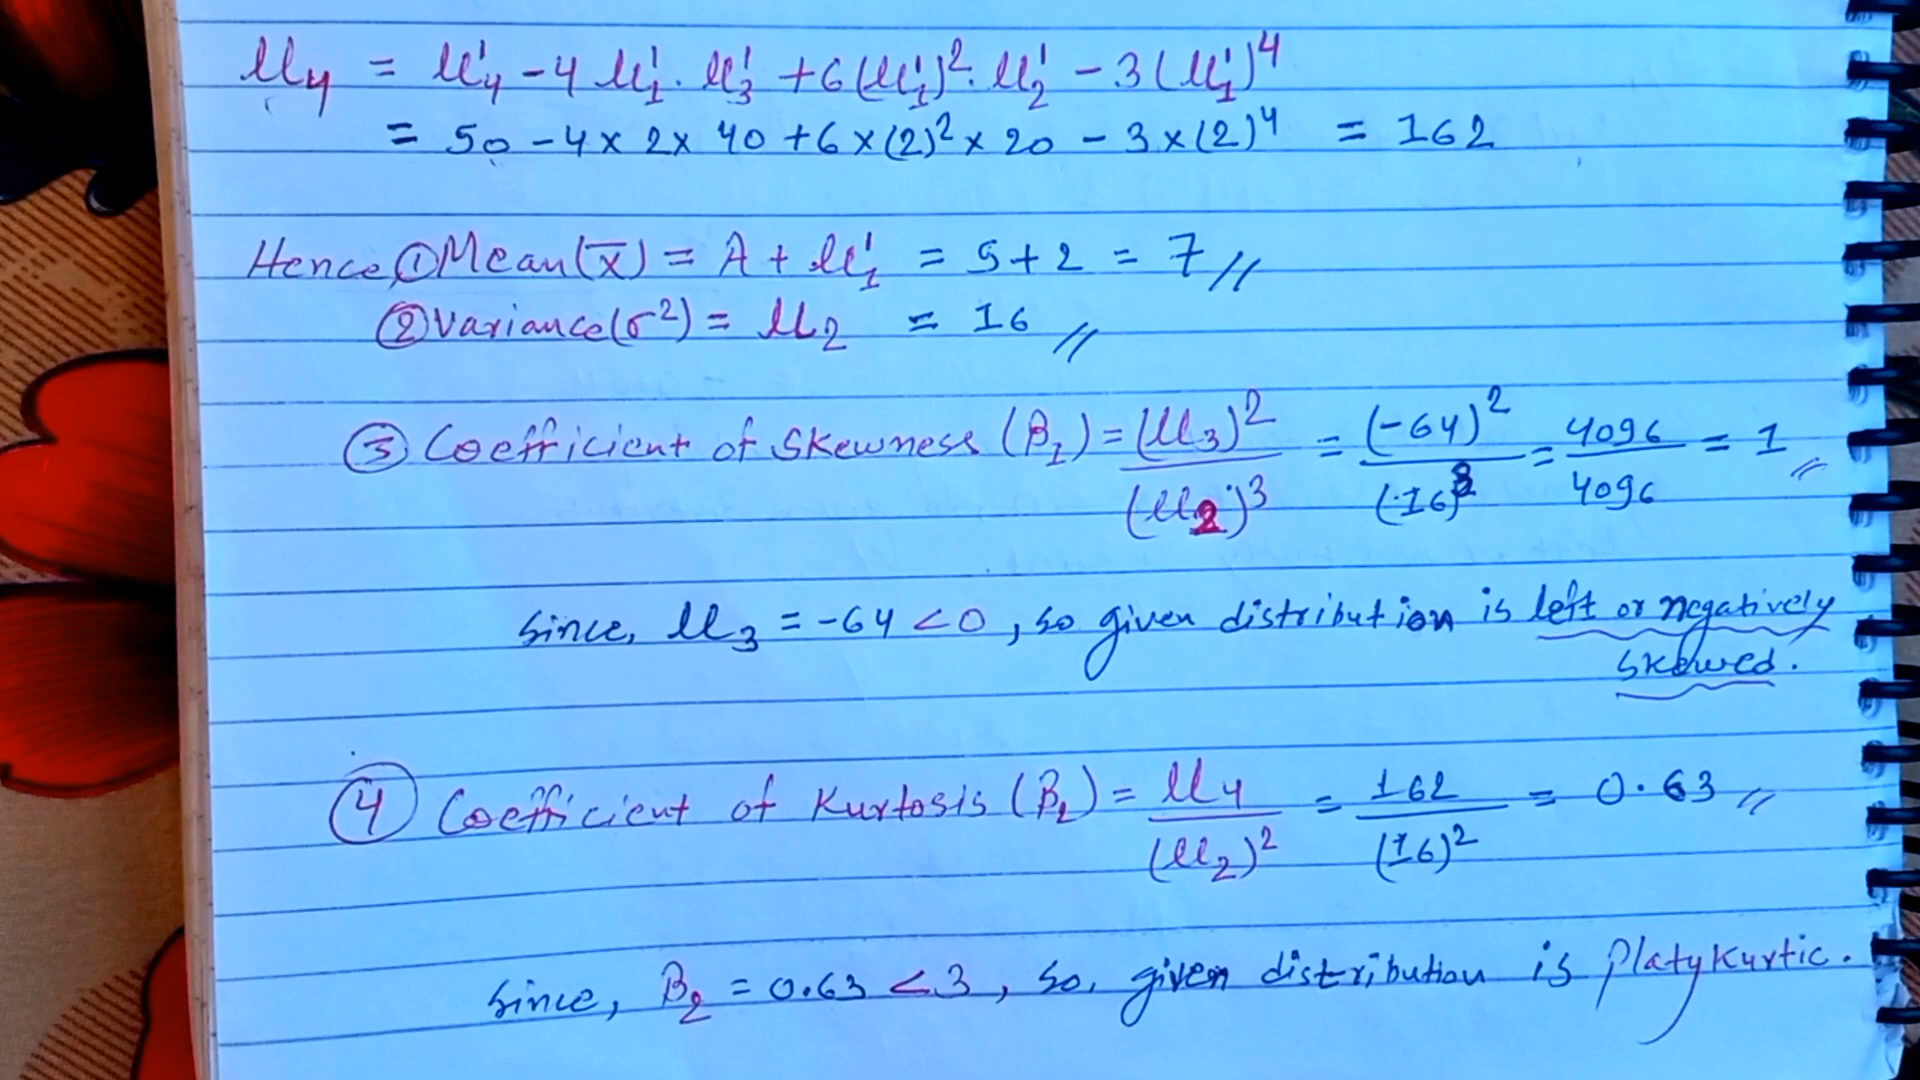 μ₄ = μ'₄ - 4 μ'₁ . μ'₃ + 6 (μ'₁)² . μ'₂ - 3 (μ'₁)⁴
= 50 - 4 x 2 x 40 + 6 x (2)² x 20 - 3 x (2)⁴ = 162
Hence, ① Mean (x̄) = A + μ'₁ = 5 + 2 = 7 //
② Variance (σ²) = μ₂ = 16 //
③ Coefficient of Skewness (β₁) = (μ₃)² / (μ₂)³ = (-64)² / (16)³ = 4096 / 4096 = 1 //
Since, μ₃ = -64 < 0, so given distribution is left or negatively
skewed.
④ Coefficient of Kurtosis (β₂) = μ₄ / (μ₂)² = 162 / (16)² = 0.63 //
Since, β₂ = 0.63 < 3, so, given distribution is platykurtic.